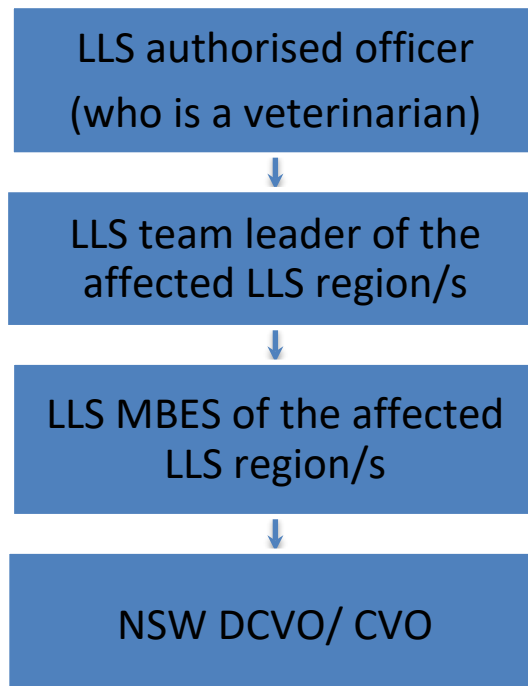 LLS authorised officer
(who is a veterinarian)
LLS team leader of the
affected LLS region/s
LLS MBES of the affected
LLS region/s
NSW DCVO/ CVO